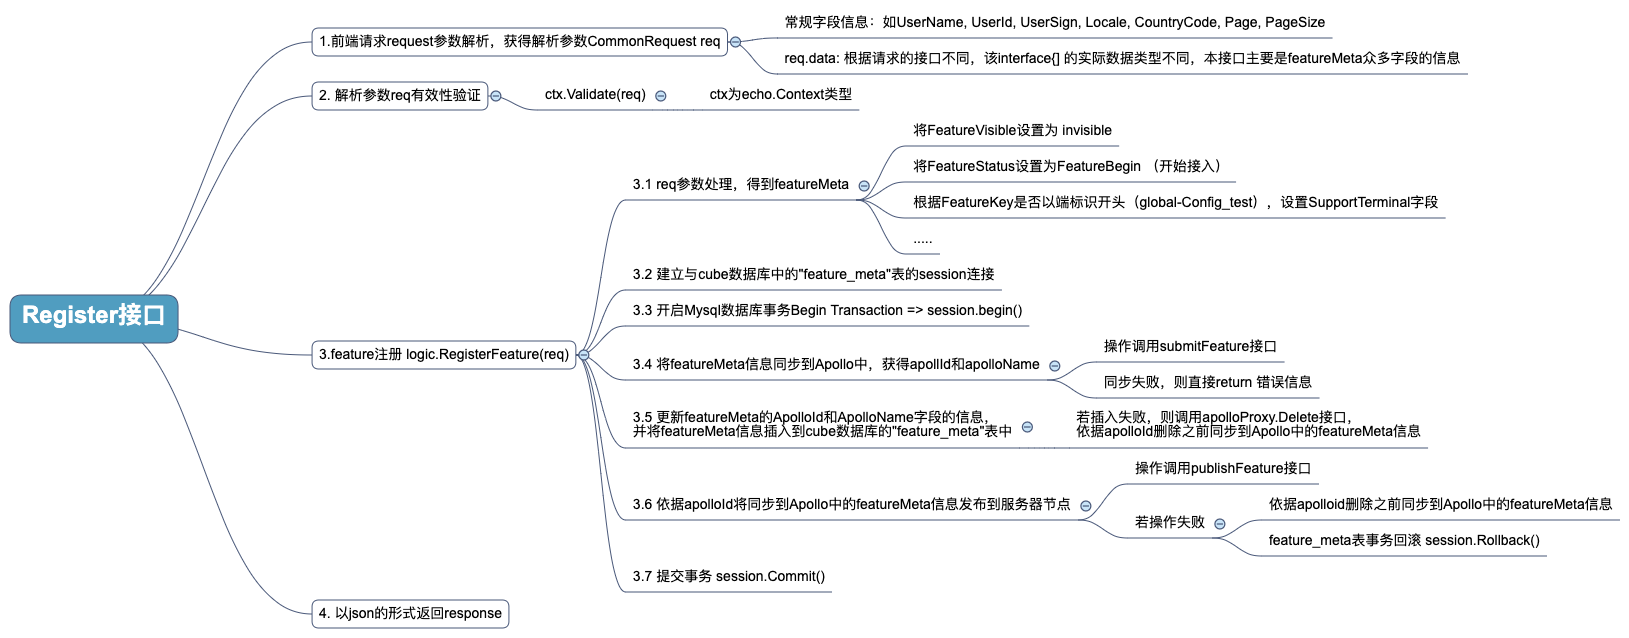 Register接口
1.前端请求request参数解析，获得解析参数CommonRequest req
常规字段信息：如UserName, UserId, UserSign, Locale, CountryCode, Page, PageSize
req.data: 根据请求的接口不同，该interface{] 的实际数据类型不同，本接口主要是featureMeta众多字段的信息
2. 解析参数req有效性验证
ctx.Validate(req)
ctx为echo.Context类型
3.feature注册 logic.RegisterFeature(req)
3.1 req参数处理，得到featureMeta
将FeatureVisible设置为 invisible
将FeatureStatus设置为FeatureBegin （开始接入）
根据FeatureKey是否以端标识开头（global-Config_test），设置SupportTerminal字段
.....
3.2 建立与cube数据库中的"feature_meta"表的session连接
3.3 开启Mysql数据库事务Begin Transaction => session.begin()
3.4 将featureMeta信息同步到Apollo中，获得apollId和apolloName
操作调用submitFeature接口
同步失败，则直接return 错误信息
3.5 更新featureMeta的ApolloId和ApolloName字段的信息，
并将featureMeta信息插入到cube数据库的"feature_meta"表中
若插入失败，则调用apolloProxy.Delete接口，
依据apolloId删除之前同步到Apollo中的featureMeta信息
3.6 依据apolloId将同步到Apollo中的featureMeta信息发布到服务器节点
操作调用publishFeature接口
若操作失败
依据apolloid删除之前同步到Apollo中的featureMeta信息
feature_meta表事务回滚 session.Rollback()
3.7 提交事务 session.Commit()
4. 以json的形式返回response